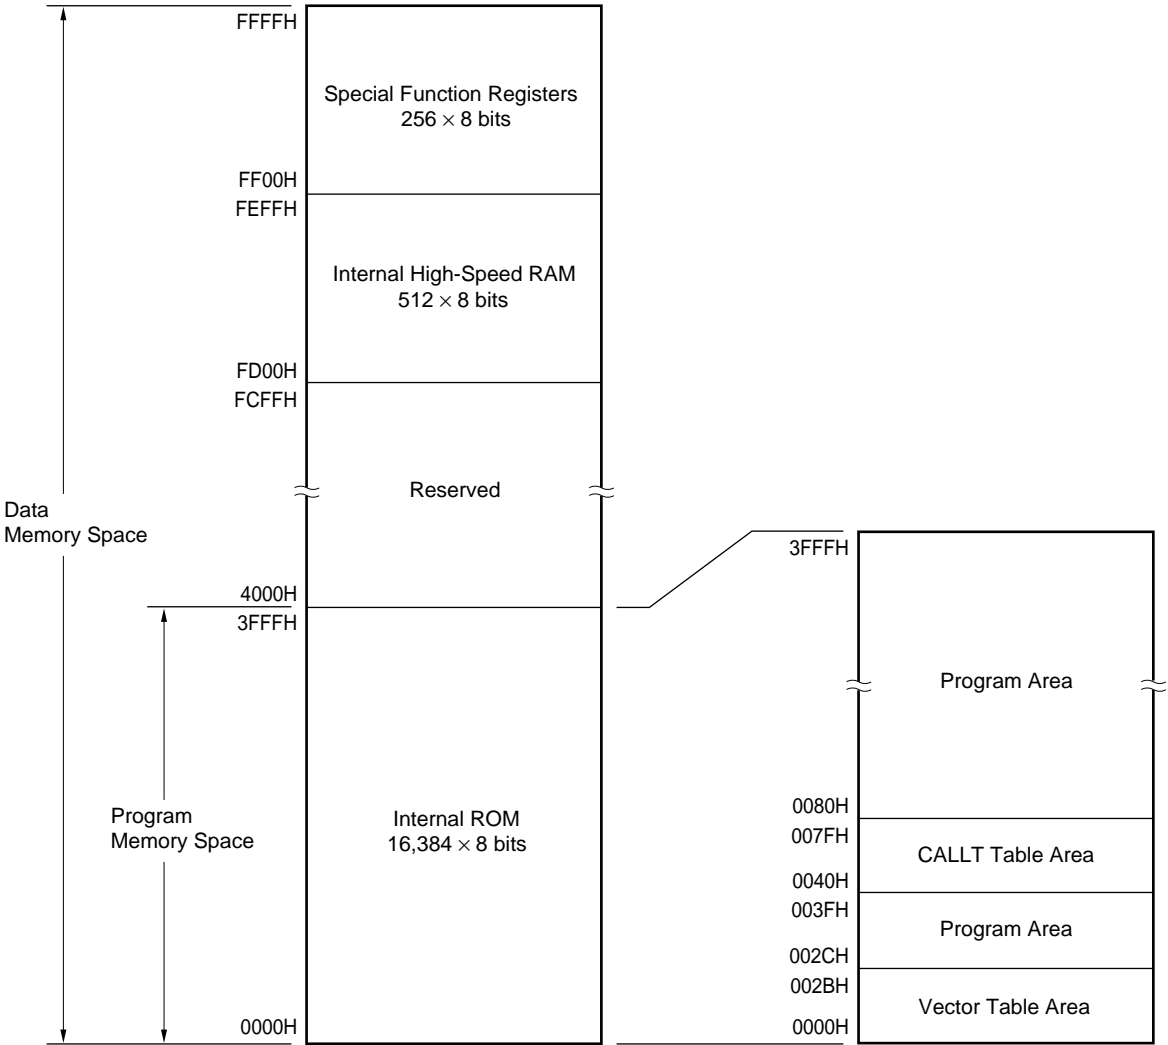 FFFFH
Special Function Registers
256 × 8 bits
FF00H
FEFFH
Internal High-Speed RAM
512 × 8 bits
FD00H
FCFFH
Reserved
Data
Memory Space
4000H
3FFFH
Program
Memory Space
Internal ROM
16,384 × 8 bits
0000H
3FFFH
Program Area
0080H
007FH
CALLT Table Area
0040H
003FH
Program Area
002CH
002BH
Vector Table Area
0000H